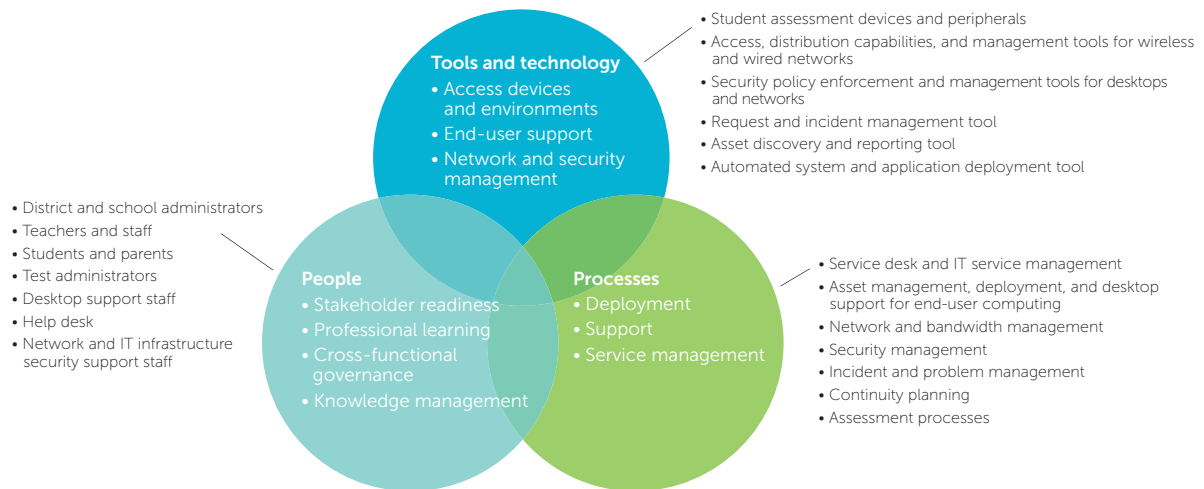 • Student assessment devices and peripherals
• Access, distribution capabilities, and management tools for wireless
and wired networks
• Security policy enforcement and management tools for desktops
and networks
• Request and incident management tool
• Asset discovery and reporting tool
• Automated system and application deployment tool
Tools and technology
• Access devices
and environments
• End-user support
• Network and security
management
• District and school administrators
• Teachers and staff
• Students and parents
• Test administrators
• Desktop support staff
• Help desk
• Network and IT infrastructure
security support staff
People
• Stakeholder readiness
• Professional learning
• Cross-functional
governance
• Knowledge management
Processes
• Deployment
• Support
• Service management
• Service desk and IT service management
• Asset management, deployment, and desktop
support for end-user computing
• Network and bandwidth management
• Security management
• Incident and problem management
• Continuity planning
• Assessment processes